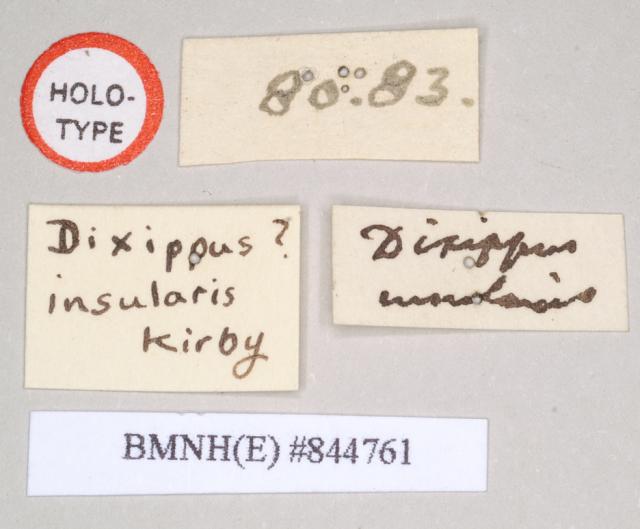 HOLO-
TYPE
80.83.
Dixippus?
insularis
Kirby
Dixippus
insularis
BMNH(E) #844761